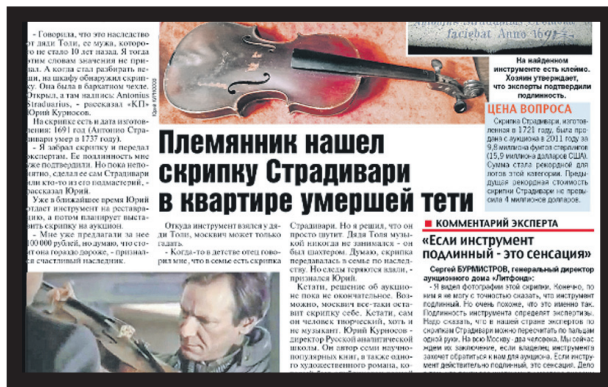 - Говорила, что это наследство
от дяди Толи, ее мужа, которо-
го не стало 10 лет назад. Я тогда
этим словам значения не при-
дал. А когда стал разбирать ве-
щи, на шкафу обнаружил скрип-
ку. Она была в бархатном чехле.
Открыл, а там надпись: Antonius
Straduarius, - рассказал «КП»
Юрий.
На скрипке есть и дата изготов-
ления: 1691 год (Антонио Стра-
дивари умер в 1737 году).
- Я забрал скрипку и передал
экспертам. Ее подлинность мне
уже подтвердили. Но пока непо-
нятно, сделал ее сам Страдивари
или кто-то из его подмастерий, -
рассказал Юрий.
Уже в ближайшее время Юрий
отдаст инструмент на реставра-
цию, а потом планирует выста-
вить скрипку на аукцион.
- Мне уже предлагали за нее
100 000 рублей, но думаю, что сто-
ит она гораздо дороже, - признал-
ся счастливый наследник.
Antonius Stradiuarius Cremonen
faciebat Anno 1691
Племянник нашел
скрипку Страдивари
в квартире умершей тети
Откуда инструмент взялся у дя-
ди, москвич может только
гадать.
- Когда-то в детстве отец гово-
рил мне, что в семье есть скрипка
Страдивари. Но я решил, что он
просто шутит. Дядя Толя музы-
кой никогда не занимался - он
был шахтером. Думаю, скрипка
передавалась в семье по наслед-
ству. Но следы теряются вдали, -
признался Юрий.
Кстати, решение об аукцио-
не пока не окончательное. Воз-
можно, москвич все-таки оста-
вит скрипку себе. Кстати, сам
он человек творческий, хоть и
не музыкант. Юрий Курносов -
директор Русской аналитической
школы. Он автор семи научно-
популярных книг, а также одно-
го художественного романа,
На найденном
инструменте есть клеймо.
Хозяин утверждает,
что эксперты подтвердили
подлинность.
ЦЕНА ВОПРОСА
Скрипка Страдивари, изготов-
ленная в 1721 году, была про-
дана с аукциона в 2011 году за
9,8 миллиона фунтов стерлингов
(15,9 миллиона долларов США).
Сумма стала рекордной для
лотов этой категории. Преды-
дущая рекордная стоимость
скрипки Страдивари не превы-
сила 4 миллионов долларов.
КОММЕНТАРИЙ ЭКСПЕРТА
«Если инструмент
подлинный - это сенсация»
Сергей БУРМИСТРОВ, генеральный директор
аукционного дома «Литфонд»:
- Я видел фотографии этой скрипки. Конечно, по
ним я не могу с точностью сказать, что инструмент
подлинный. Но очень похоже, что это именно так.
Подлинность инструмента определят экспертизы.
Надо сказать, что в нашей стране экспертов по
скрипкам Страдивари можно пересчитать по пальцам
одной руки. На всю Москву - два человека. Мы сейчас
ждем их заключение, если владелец инструмента
захочет обратиться к нам для аукциона. Если инстру-
мент действительно подлинный, это сенсация. Дело